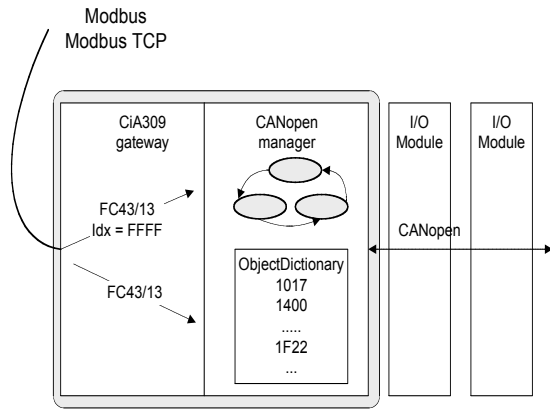 Modbus
Modbus TCP
CiA309
gateway
CANopen
manager
I/O
Module
I/O
Module
FC43/13
Idx = FFFF
CANopen
FC43/13
ObjectDictionary
1017
1400
.....
1F22
...